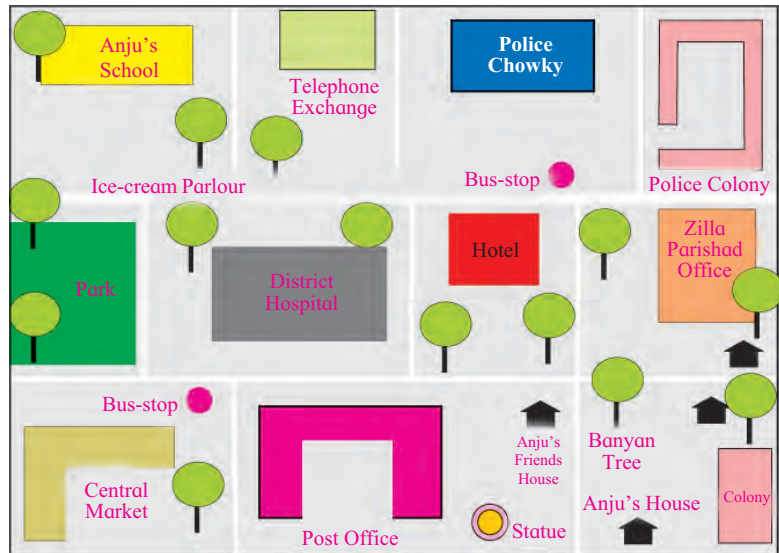 Anju's
School
Telephone
Exchange
Police
Chowky
Ice-cream Parlour
Bus-stop
Police Colony
Park
District
Hospital
Hotel
Zilla
Parishad
Office
Bus-stop
Central
Market
Post Office
Anju's
Friends
House
Statue
Banyan
Tree
Anju's House
Colony